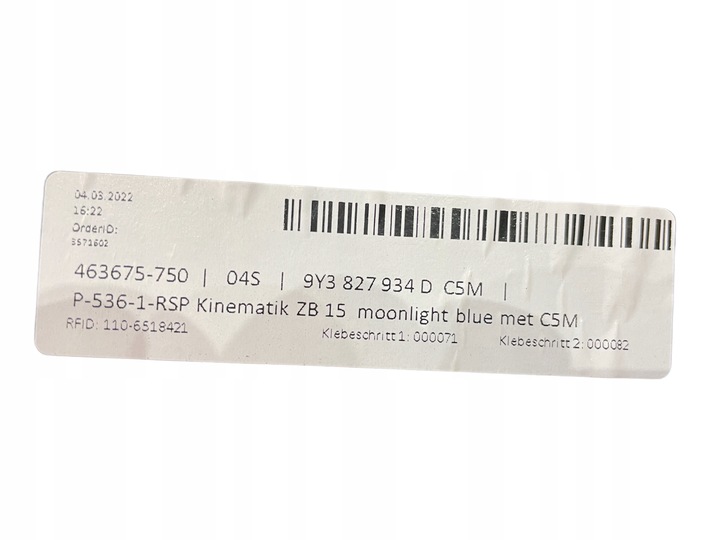 04.03.2022
16:22
OrderID:
3571602
463675-750 | 04S | 9Y3 827 934 D C5M |
P-536-1-RSP Kinematik ZB 15 moonlight blue met C5M
RFID: 110-6518421 Klebeschritt 1: 000071 Klebeschritt 2: 000082